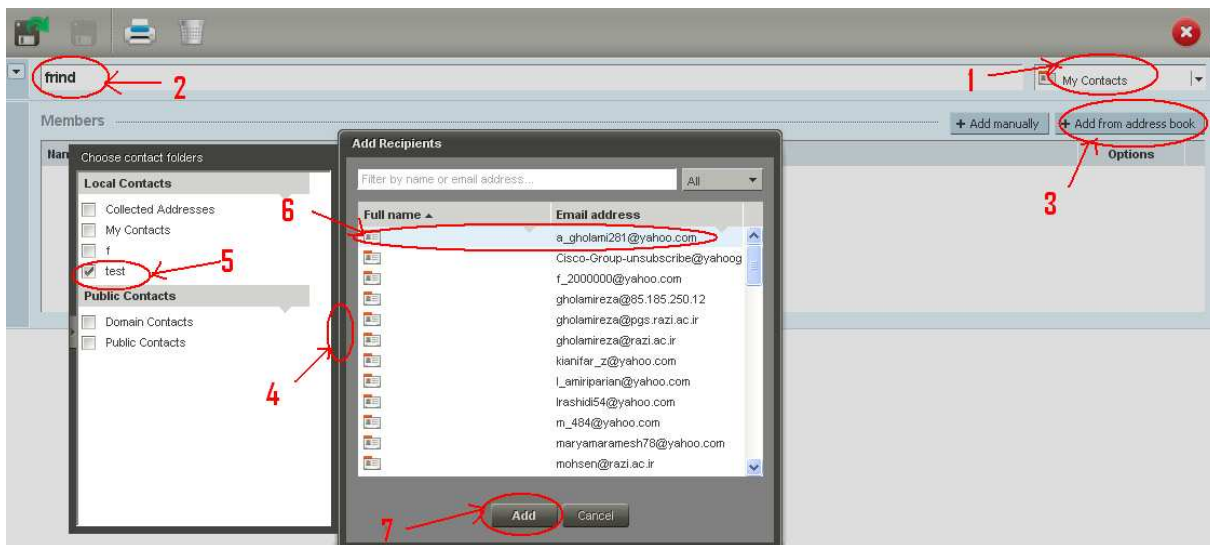 frind
2
1
My Contacts
Members
+ Add manually
+ Add from address book
3
Nan
Options
Choose contact folders
Local Contacts
Collected Addresses
My Contacts
f
test
5
Public Contacts
Domain Contacts
Public Contacts
4
Add Recipients
Filter by name or email address...
All
6
Full name
Email address
a_gholami281@yahoo.com
Cisco-Group-unsubscribe@yahoog
f_2000000@yahoo.com
gholamireza@85.185.250.12
gholamireza@pgs.razi.ac.ir
gholamireza@razi.ac.ir
kianifar_z@yahoo.com
l_amiriparian@yahoo.com
lrashidi54@yahoo.com
m_484@yahoo.com
maryamaramesh78@yahoo.com
mohsen@razi.ac.ir
7
Add
Cancel